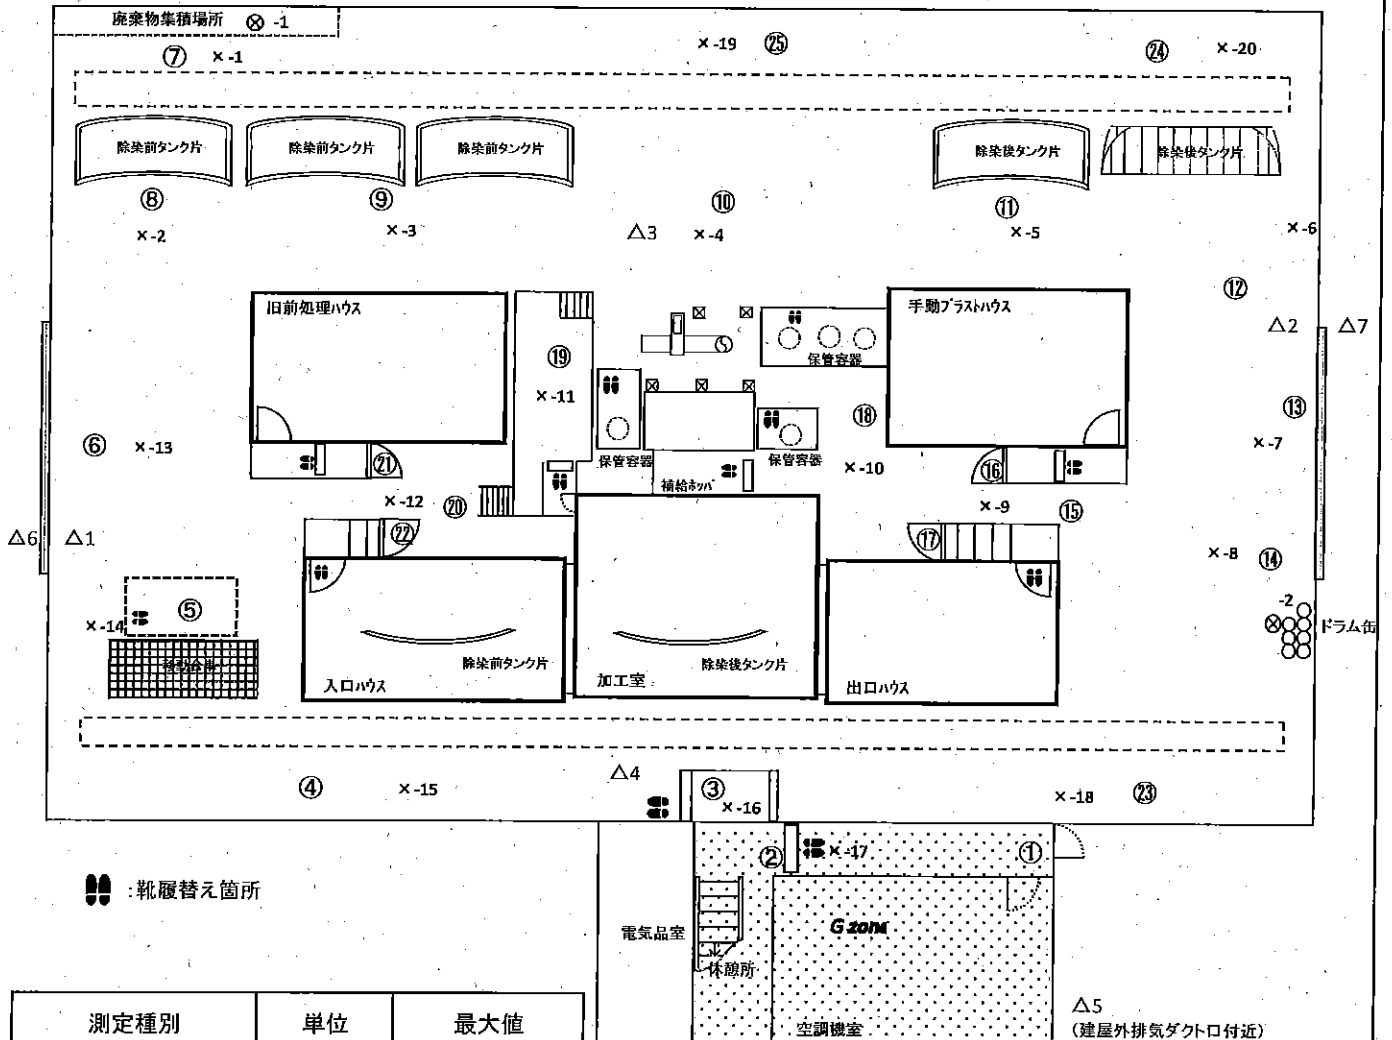 廃棄物集積場所 ⊗ -1
⑦ ×-1
×-19 ㉕
㉔ ×-20
除染前タンク片
除染前タンク片
除染前タンク片
除染後タンク片
除染後タンク片
⑧
⑨
⑩
⑪
×-2
×-3
△3 ×-4
×-5
×-6
⑫
旧前処理ハウス
手動ブラストハウス
△2 △7
保管容器
⑲
×-11
⑱
⑬
×-7
⑥ ×-13
㉑
保管容器
保管容器
×-10
⑯
補給ホッパ
×-12 ⑳
×-9 ⑮
△6 △1
㉒
⑰
×-8 ⑭
⑤
×-14
-2
⊗ ドラム缶
除染前タンク片
除染後タンク片
入口ハウス
加工室
出口ハウス
④ ×-15
△4
③
×-16
×-18 ㉓
② ×-17
①
:靴履替え箇所
電気品室
G zone
休憩所
測定種別 単位 最大値
空調機室
△5
(建屋外排気ダクト口付近)